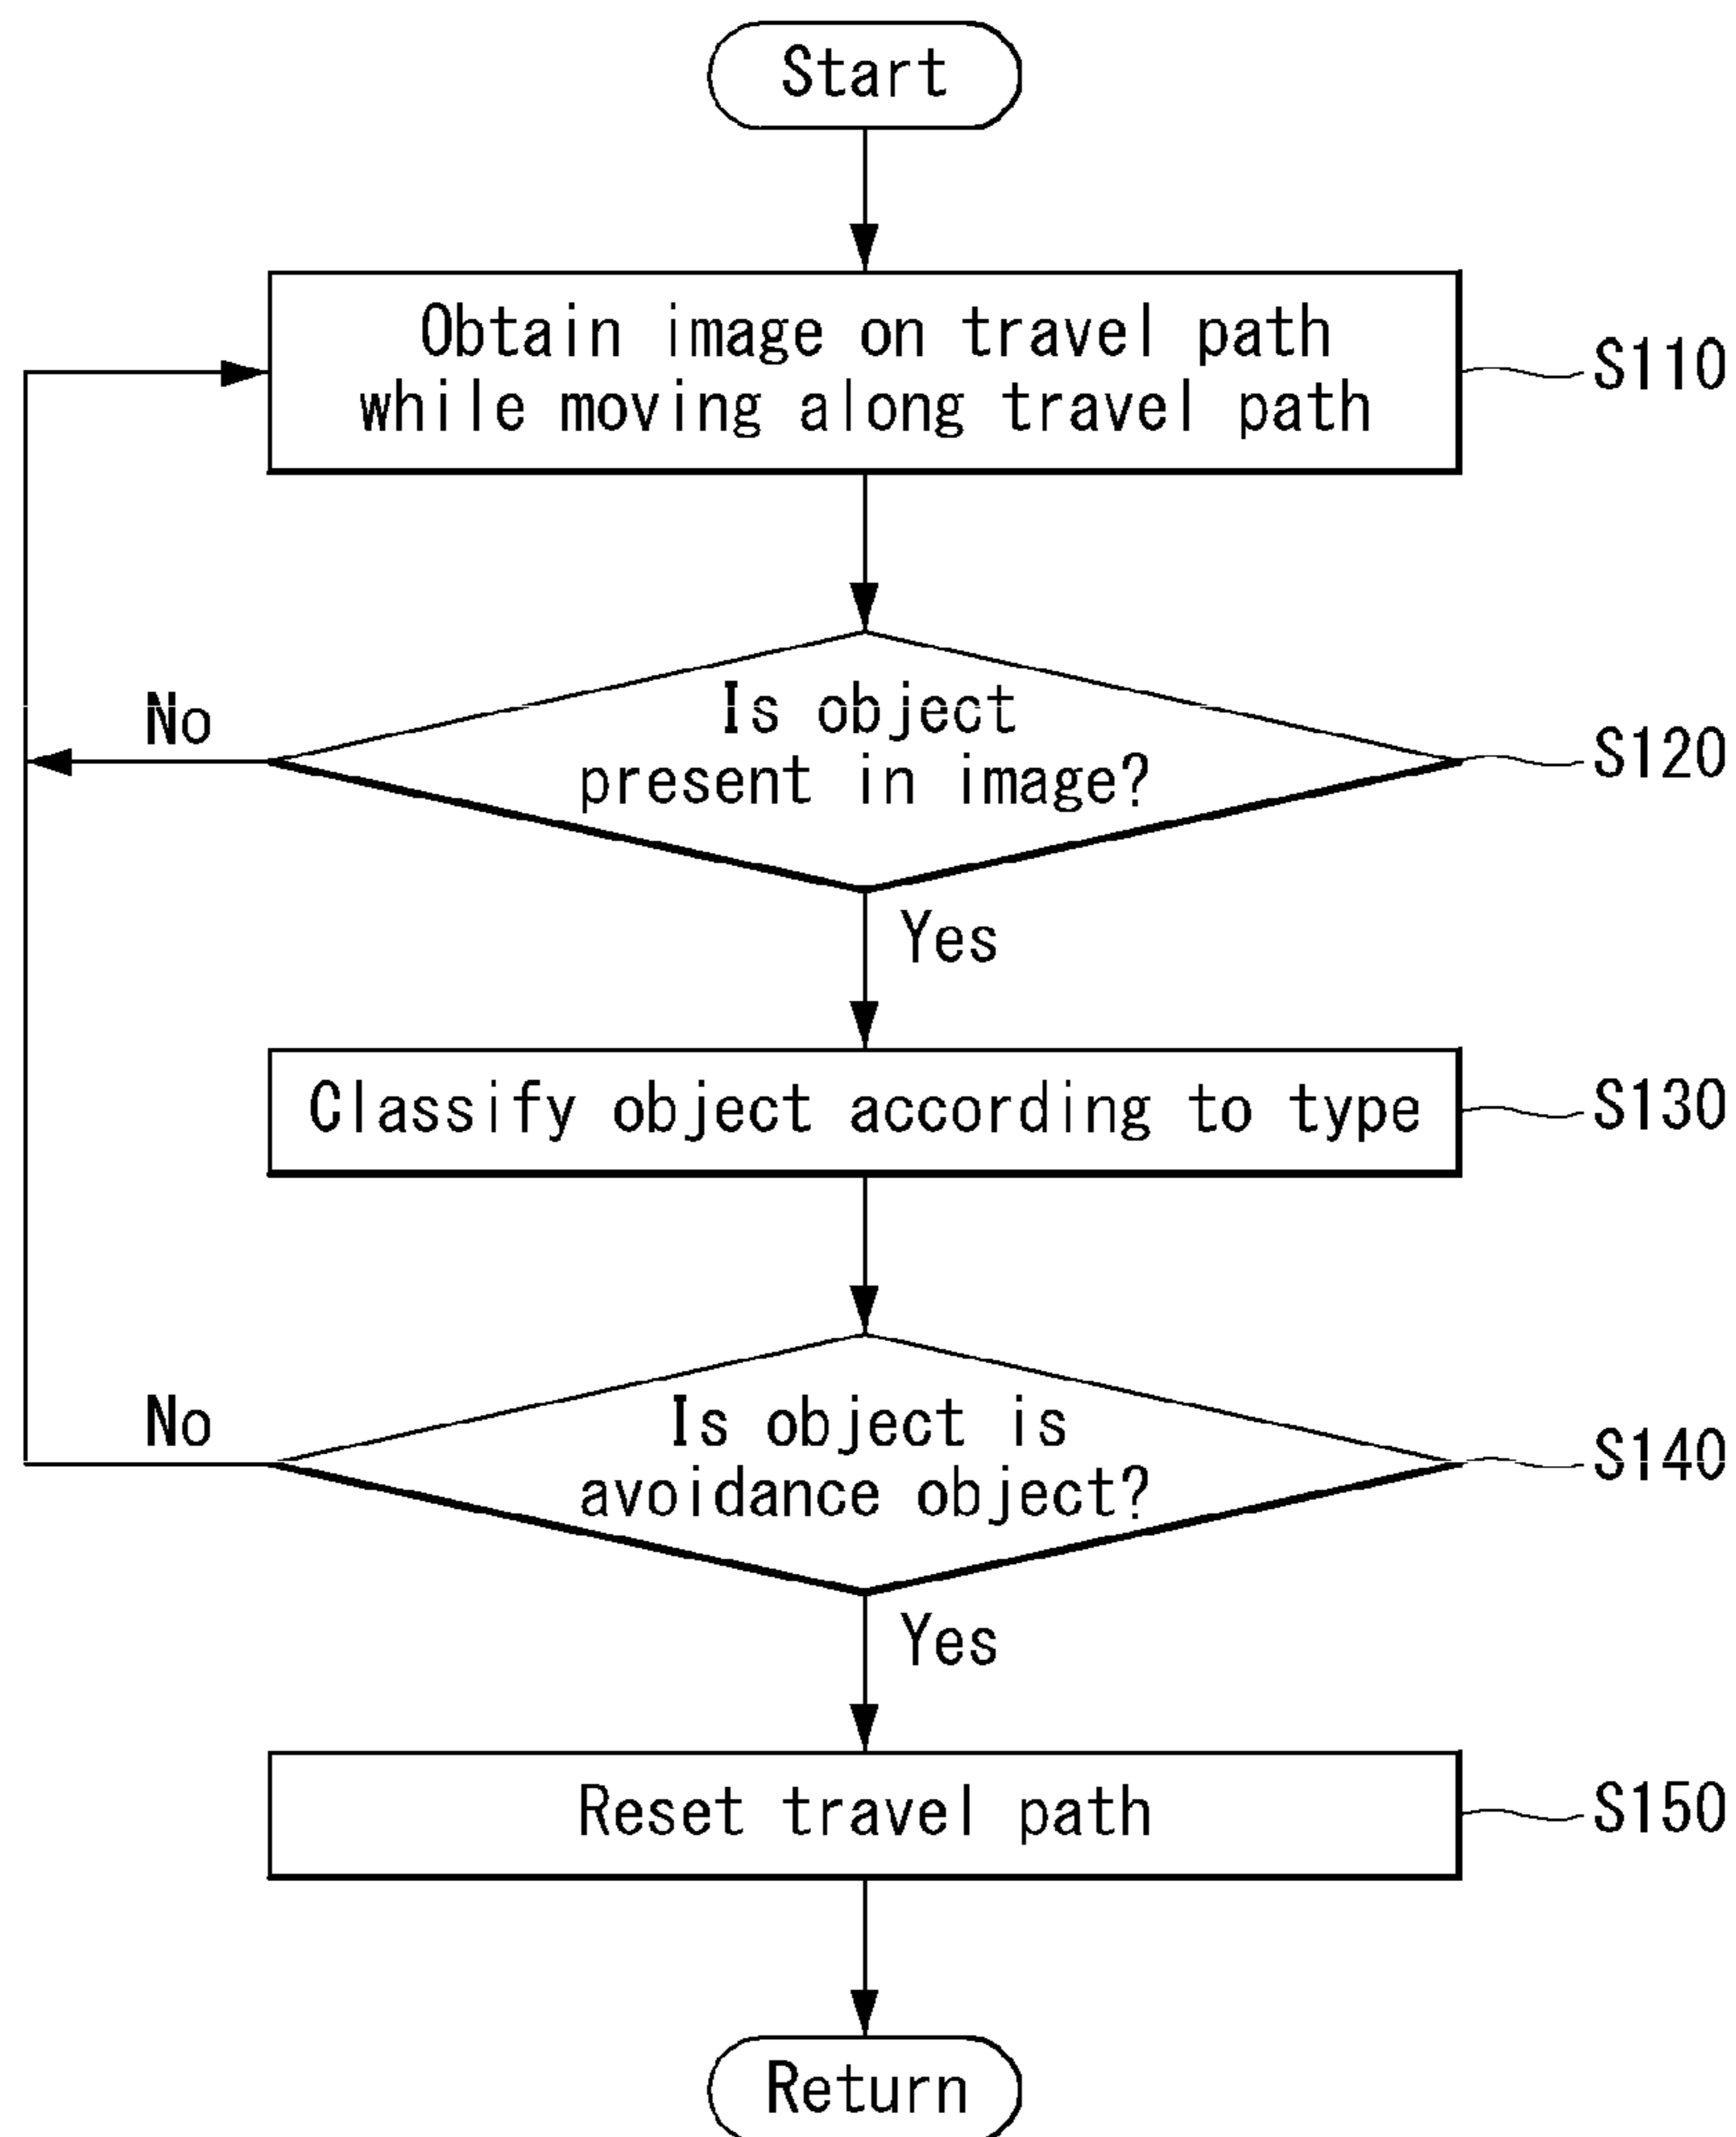 Start
Obtain image on travel path
while moving along travel path
S110
Is object
present in image?
S120
No
Yes
Classify object according to type
S130
Is object is
avoidance object?
S140
No
Yes
Reset travel path
S150
Return